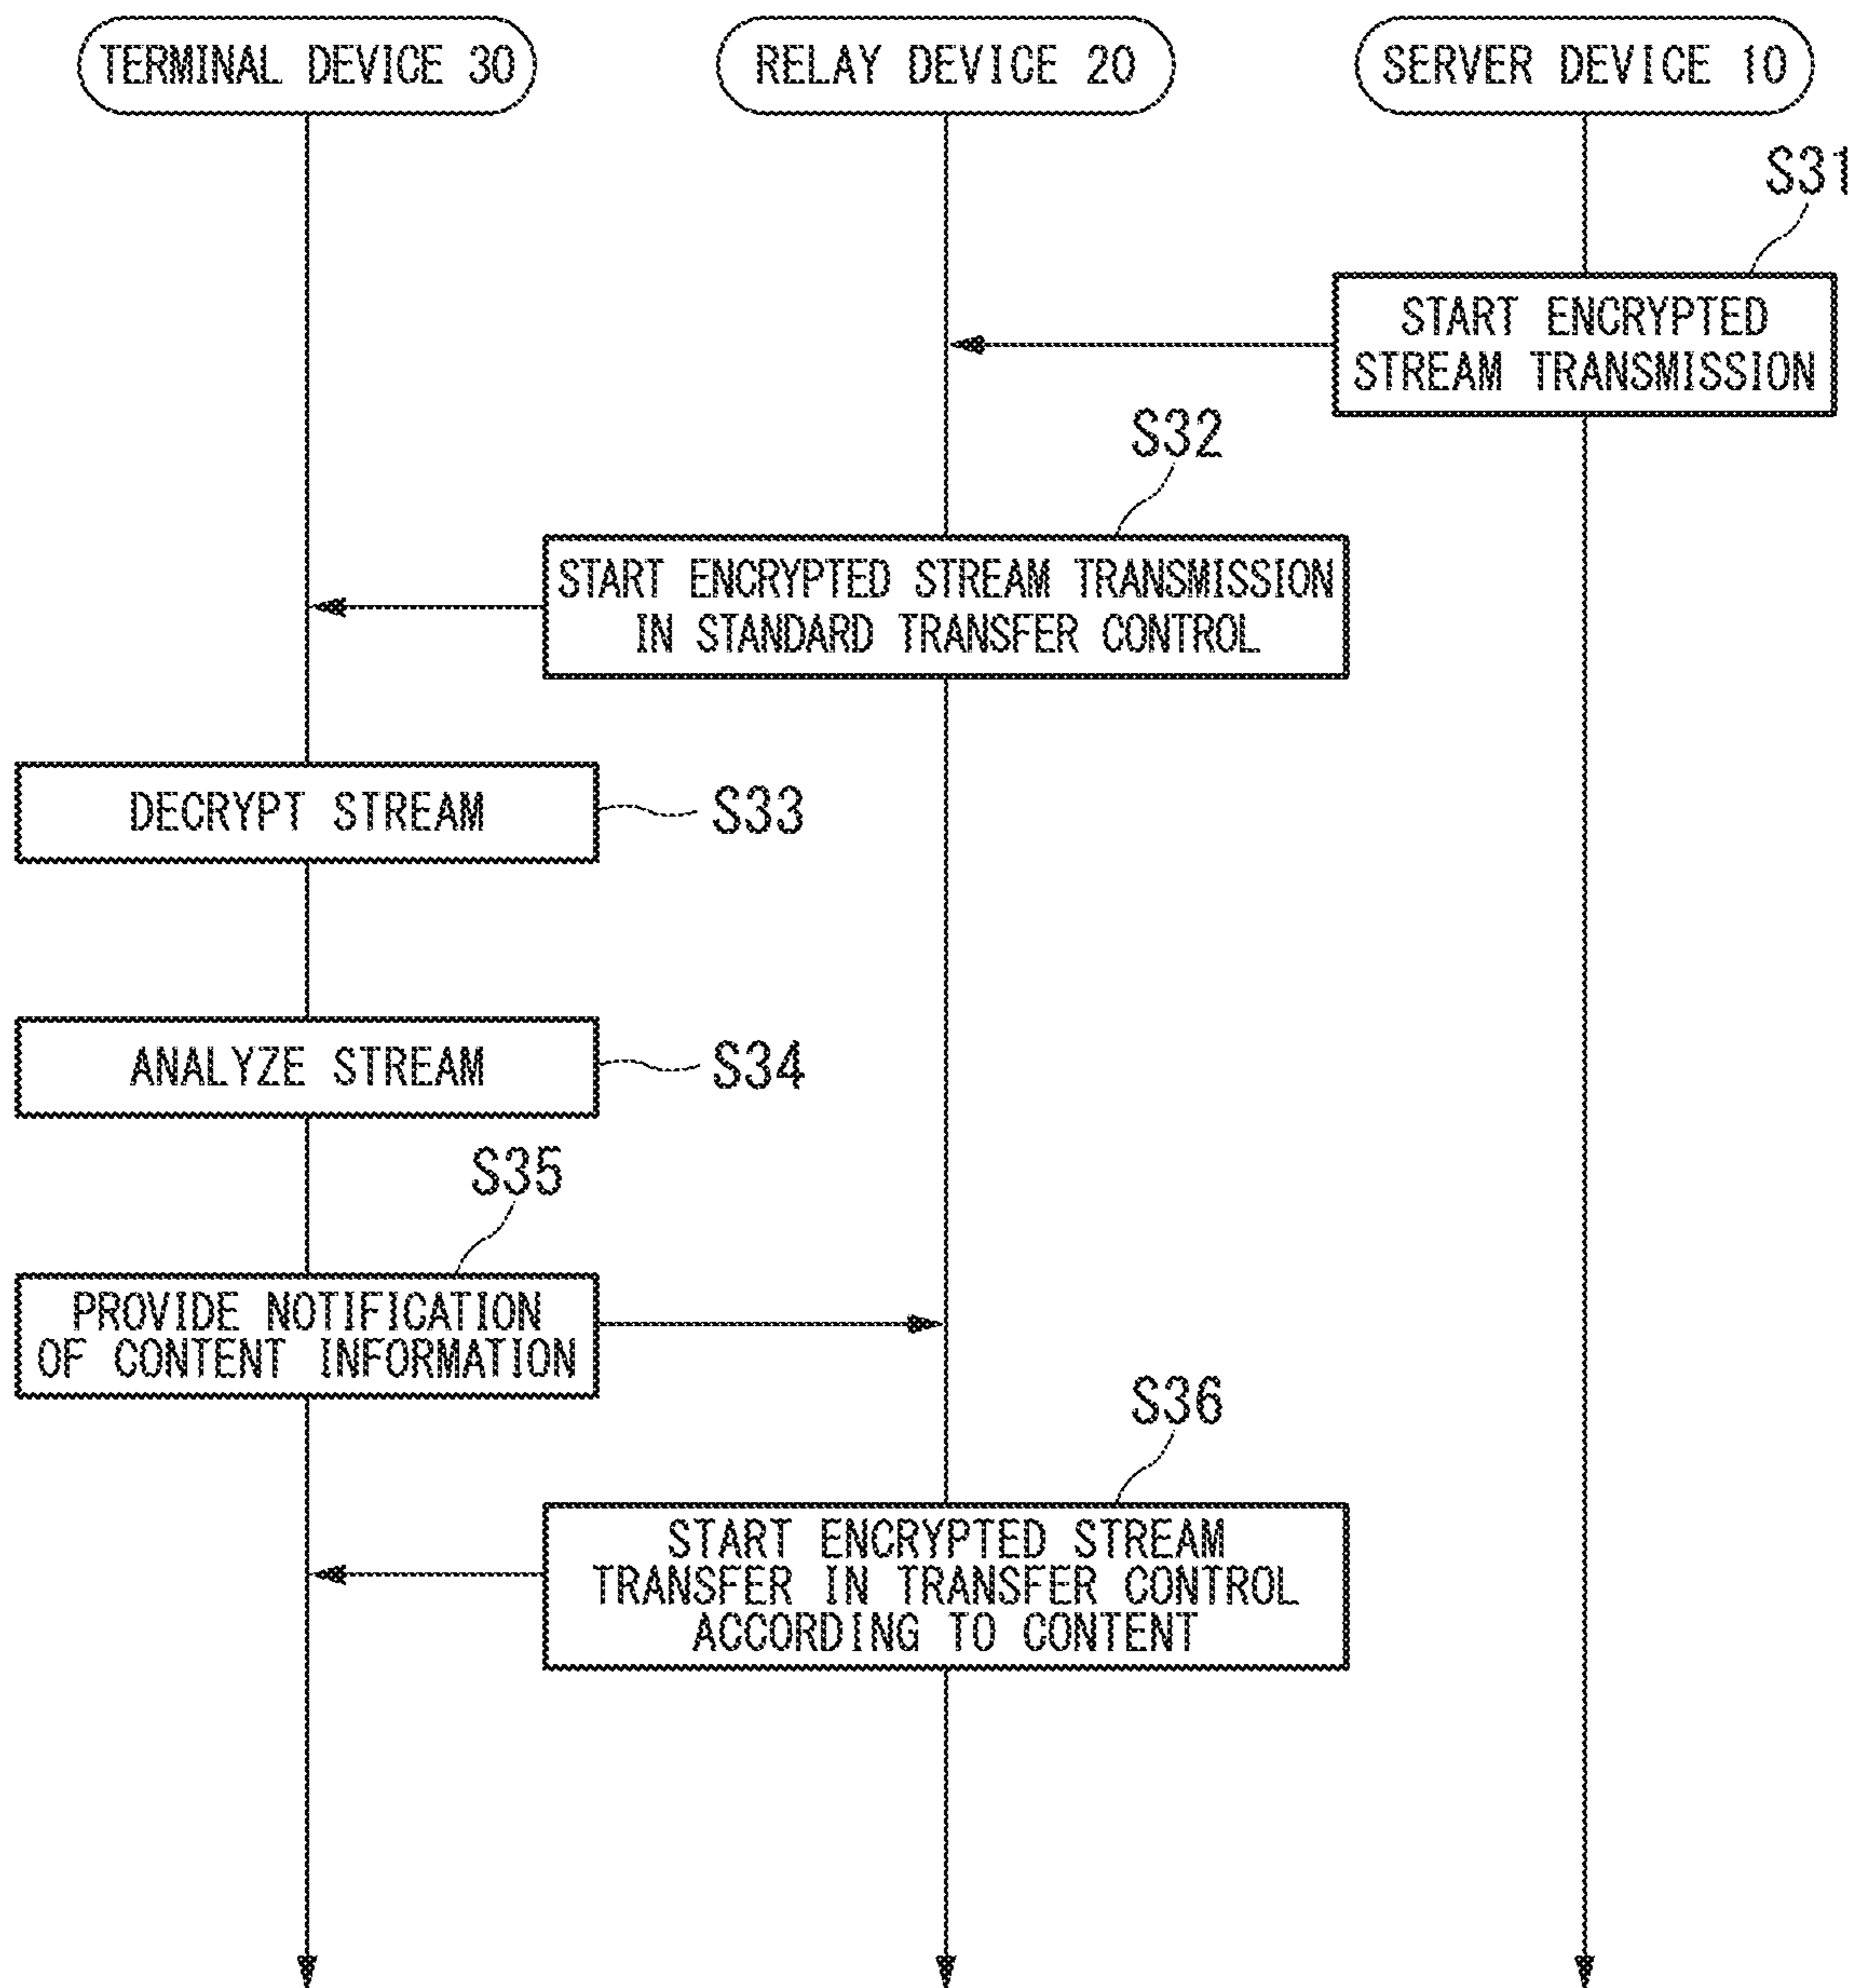 TERMINAL DEVICE 30
RELAY DEVICE 20
SERVER DEVICE 10
S31
START ENCRYPTED
STREAM TRANSMISSION
S32
START ENCRYPTED STREAM TRANSMISSION
IN STANDARD TRANSFER CONTROL
DECRYPT STREAM
S33
ANALYZE STREAM
S34
S35
PROVIDE NOTIFICATION
OF CONTENT INFORMATION
S36
START ENCRYPTED STREAM
TRANSFER IN TRANSFER CONTROL
ACCORDING TO CONTENT